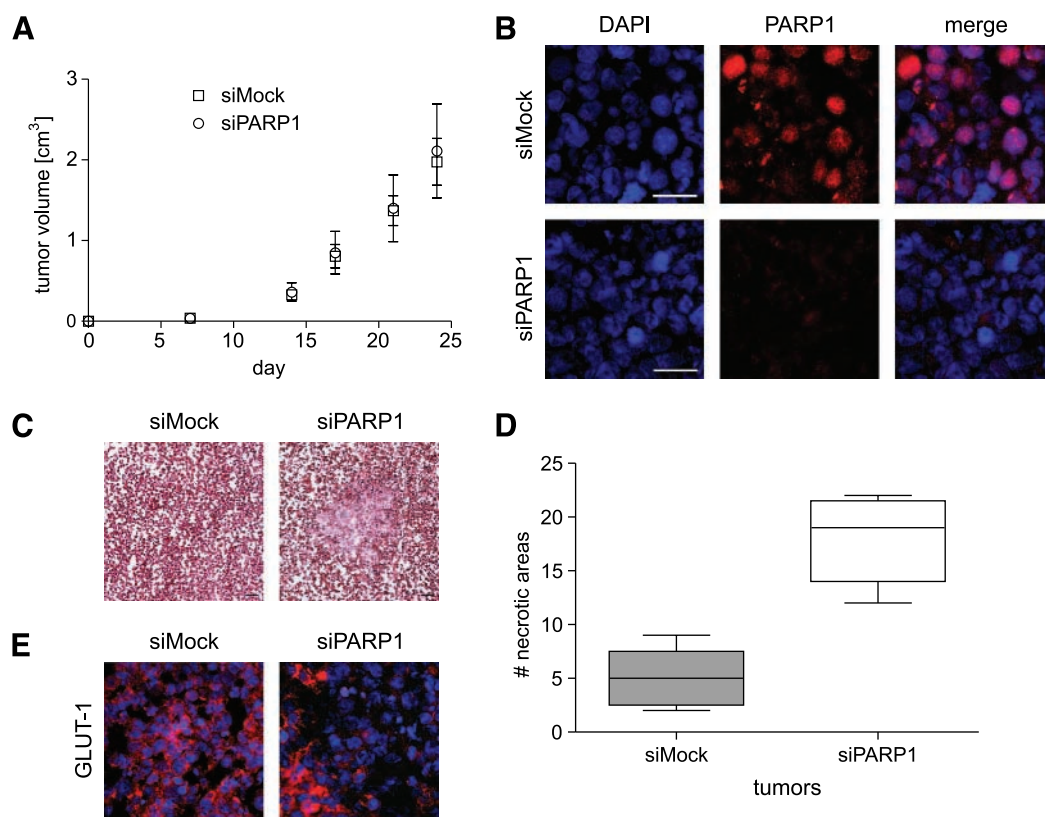 A
tumor volume [cm³]
3
2
1
0
0
5
10
15
20
25
day
siMock
siPARP1
B
DAPI
PARP1
merge
siMock
siPARP1
C
siMock
siPARP1
D
# necrotic areas
25
20
15
10
5
0
siMock
siPARP1
tumors
E
siMock
siPARP1
GLUT-1